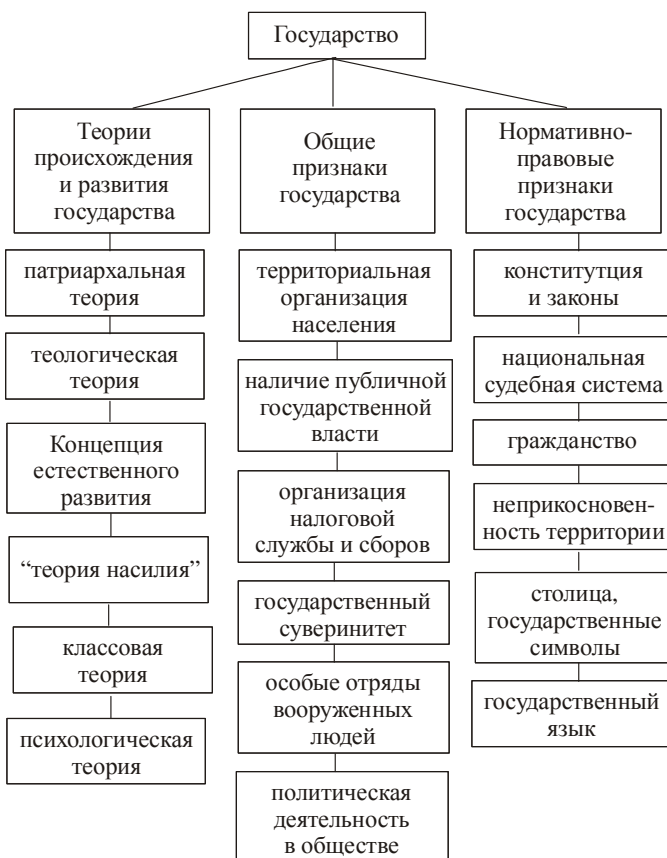 Государство
Теории
происхождения
и развития
государства
патриархальная
теория
теологическая
теория
Концепция
естественного
развития
“теория насилия”
классовая
теория
психологическая
теория
Общие
признаки
государства
территориальная
организация
населения
наличие публичной
государственной
власти
организация
налоговой
службы и сборов
государственный
суверинитет
особые отряды
вооруженных
людей
политическая
деятельность
в обществе
Нормативно-
правовые
признаки
государства
конститутция
и законы
национальная
судебная система
гражданство
неприкосновен-
ность территории
столица,
государственные
символы
государственный
язык